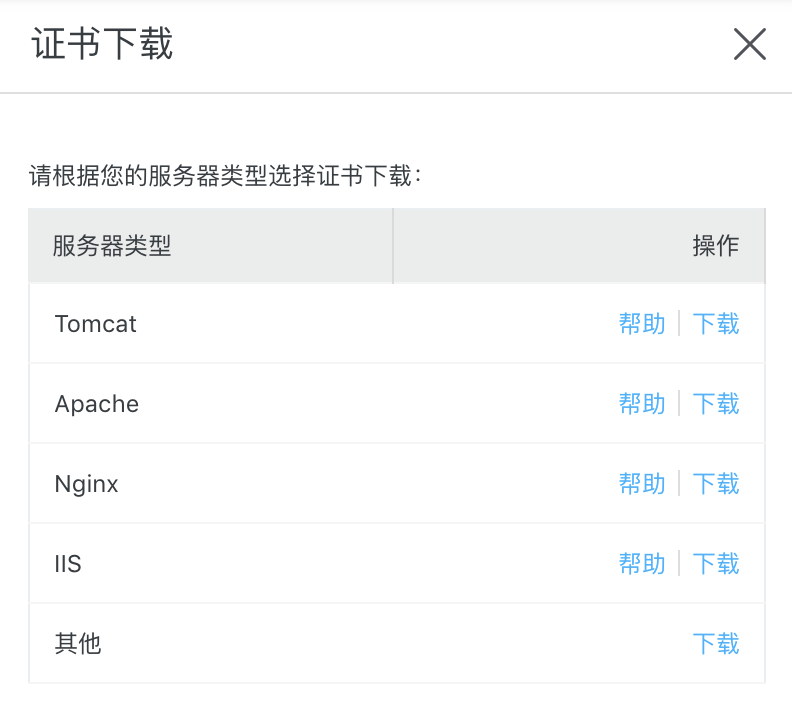 证书下载
请根据您的服务器类型选择证书下载：
服务器类型 操作
Tomcat 帮助 | 下载
Apache 帮助 | 下载
Nginx 帮助 | 下载
IIS 帮助 | 下载
其他 下载